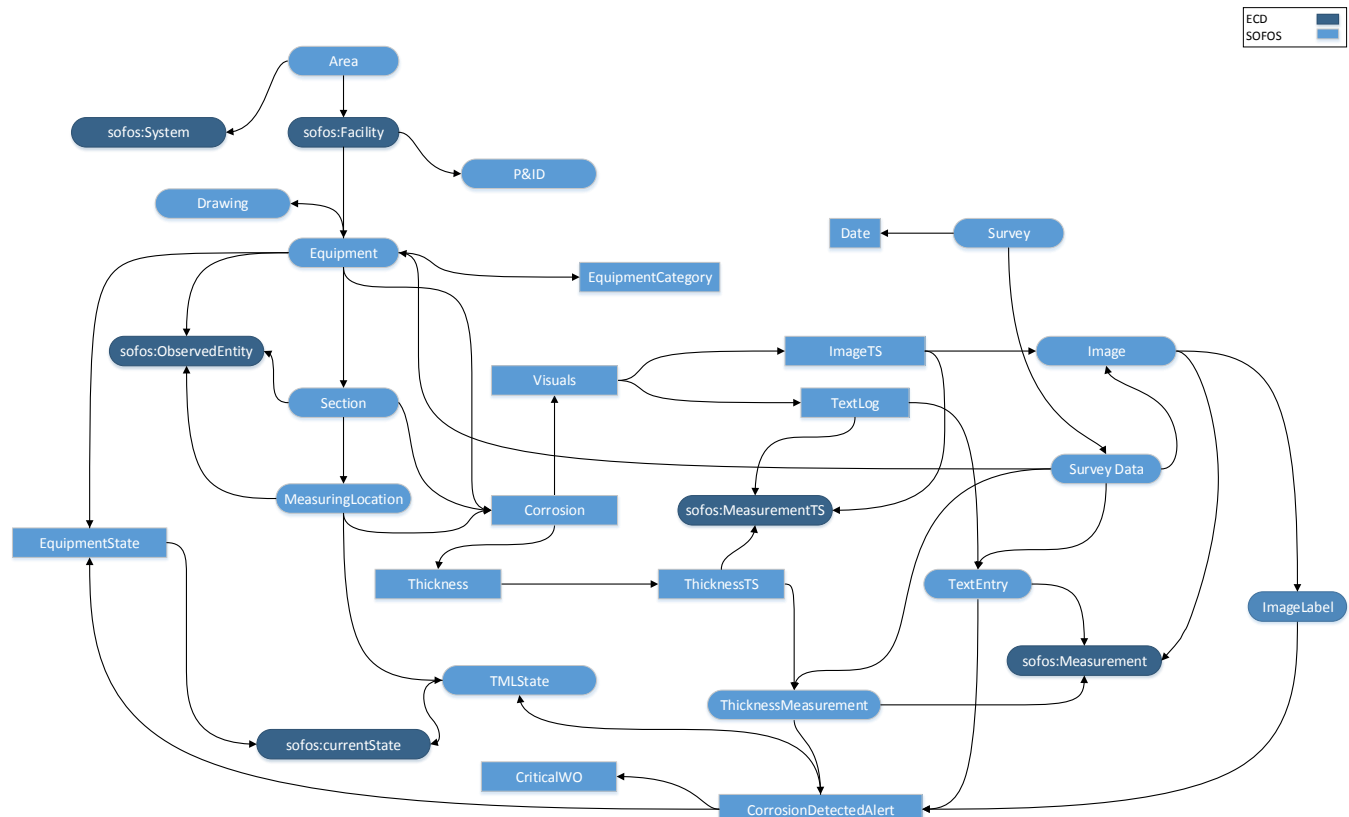 ECD
SOFOS
Area
sofos:System
sofos:Facility
P&ID
Drawing
Date
Survey
Equipment
EquipmentCategory
sofos:ObservedEntity
ImageTS
Image
Visuals
Section
TextLog
Survey Data
MeasuringLocation
Corrosion
sofos:MeasurementTS
EquipmentState
Thickness
ThicknessTS
TextEntry
ImageLabel
sofos:Measurement
TMLState
ThicknessMeasurement
sofos:currentState
CriticalWO
CorrosionDetectedAlert